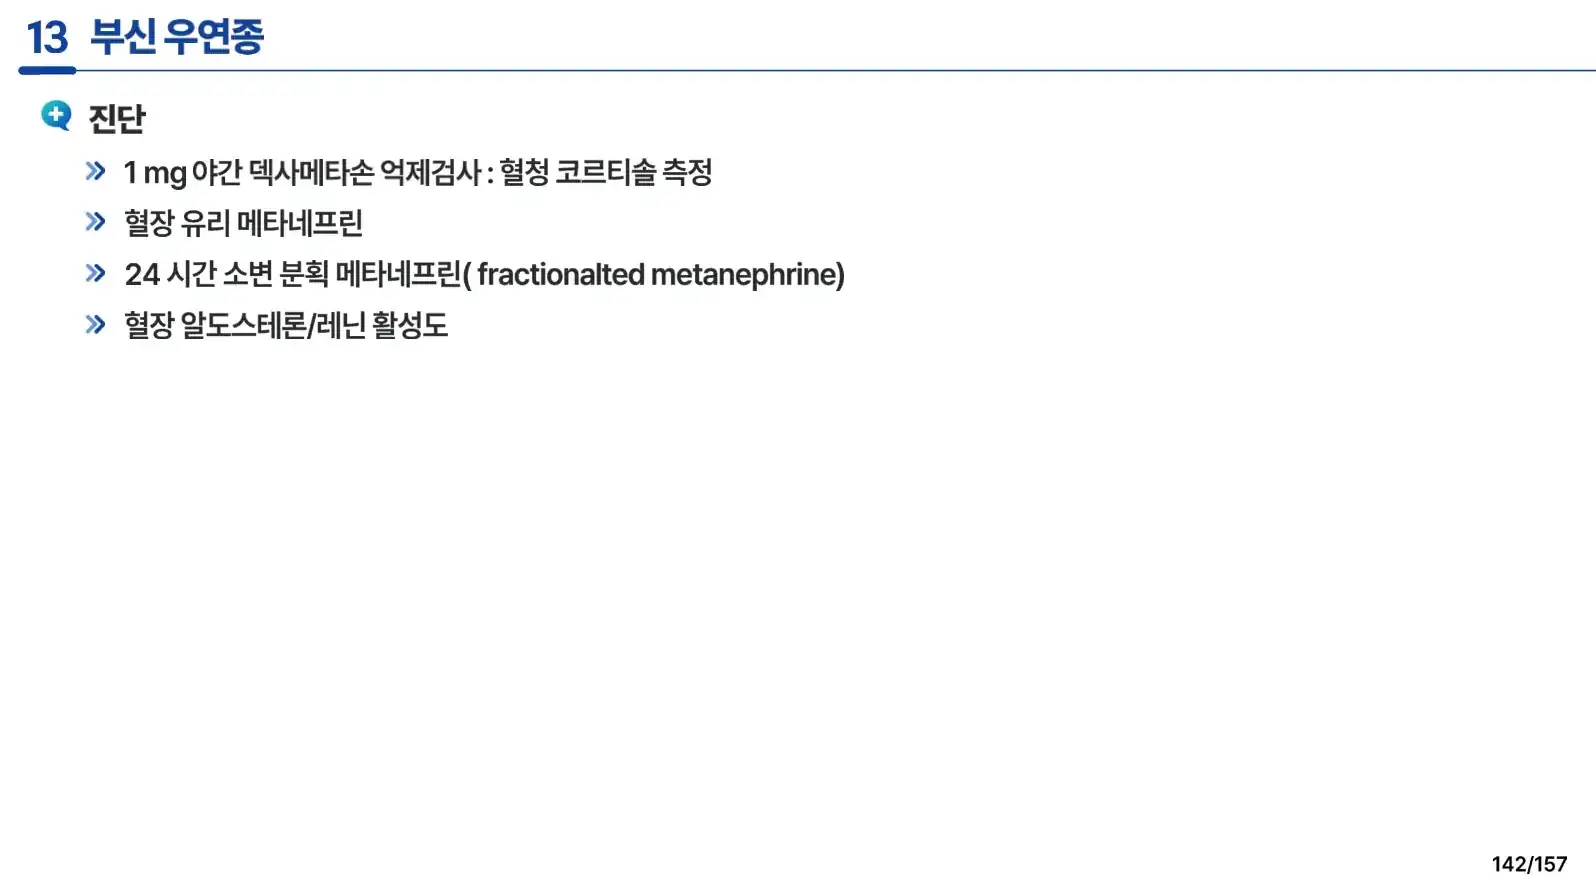 13 부신 우연종
진단
1 mg 야간 덱사메타손 억제검사 : 혈청 코르티솔 측정
혈장 유리 메타네프린
24 시간 소변 분획 메타네프린( fractionalted metanephrine)
혈장 알도스테론/레닌 활성도
142/157